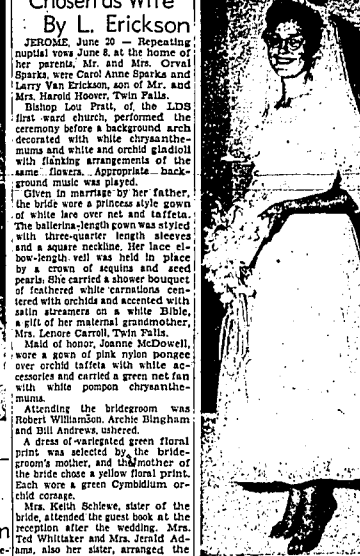 Chosen as Wife
By L. Erickson
JEROME, June 20 — Repeating
nuptial vows June 8, at the home of
her parents, Mr. and Mrs. Orval
Sparks, were Carol Anne Sparks and
Larry Van Erickson, son of Mr. and
Mrs. Harold Hoover, Twin Falls.
Bishop Lou Pratt, of the LDS
first ward church, performed the
ceremony before a background arch
decorated with white chrysanthe-
mums and white and orchid gladioli
with flanking arrangements of the
same flowers. Appropriate back-
ground music was played.
Given in marriage by her father,
the bride wore a princess style gown
of white lace over net and taffeta.
The ballerina-length gown was styled
with three-quarter length sleeves
and a square neckline. Her lace el-
bow-length veil was held in place
by a crown of sequins and seed
pearls. She carried a shower bouquet
of feathered white carnations cen-
tered with orchids and accented with
satin streamers on a white Bible,
a gift of her maternal grandmother,
Mrs. Lenore Carroll, Twin Falls.
Maid of honor, Joanne McDowell,
wore a gown of pink nylon pongee
over orchid taffeta with white ac-
cessories and carried a green net fan
with white pompon chrysanthe-
mums.
Attending the bridegroom was
Robert Williamson. Archie Bingham
and Bill Andrews, ushered.
A dress of variegated green floral
print was selected by the bride-
groom's mother, and the mother of
the bride chose a yellow floral print.
Each wore a green Cymbidium or-
chid corsage.
Mrs. Keith Schiewe, sister of the
bride, attended the guest book at the
reception after the wedding. Mrs.
Ted Whittaker and Mrs. Jerald Ad-
ams, also her sister, arranged the